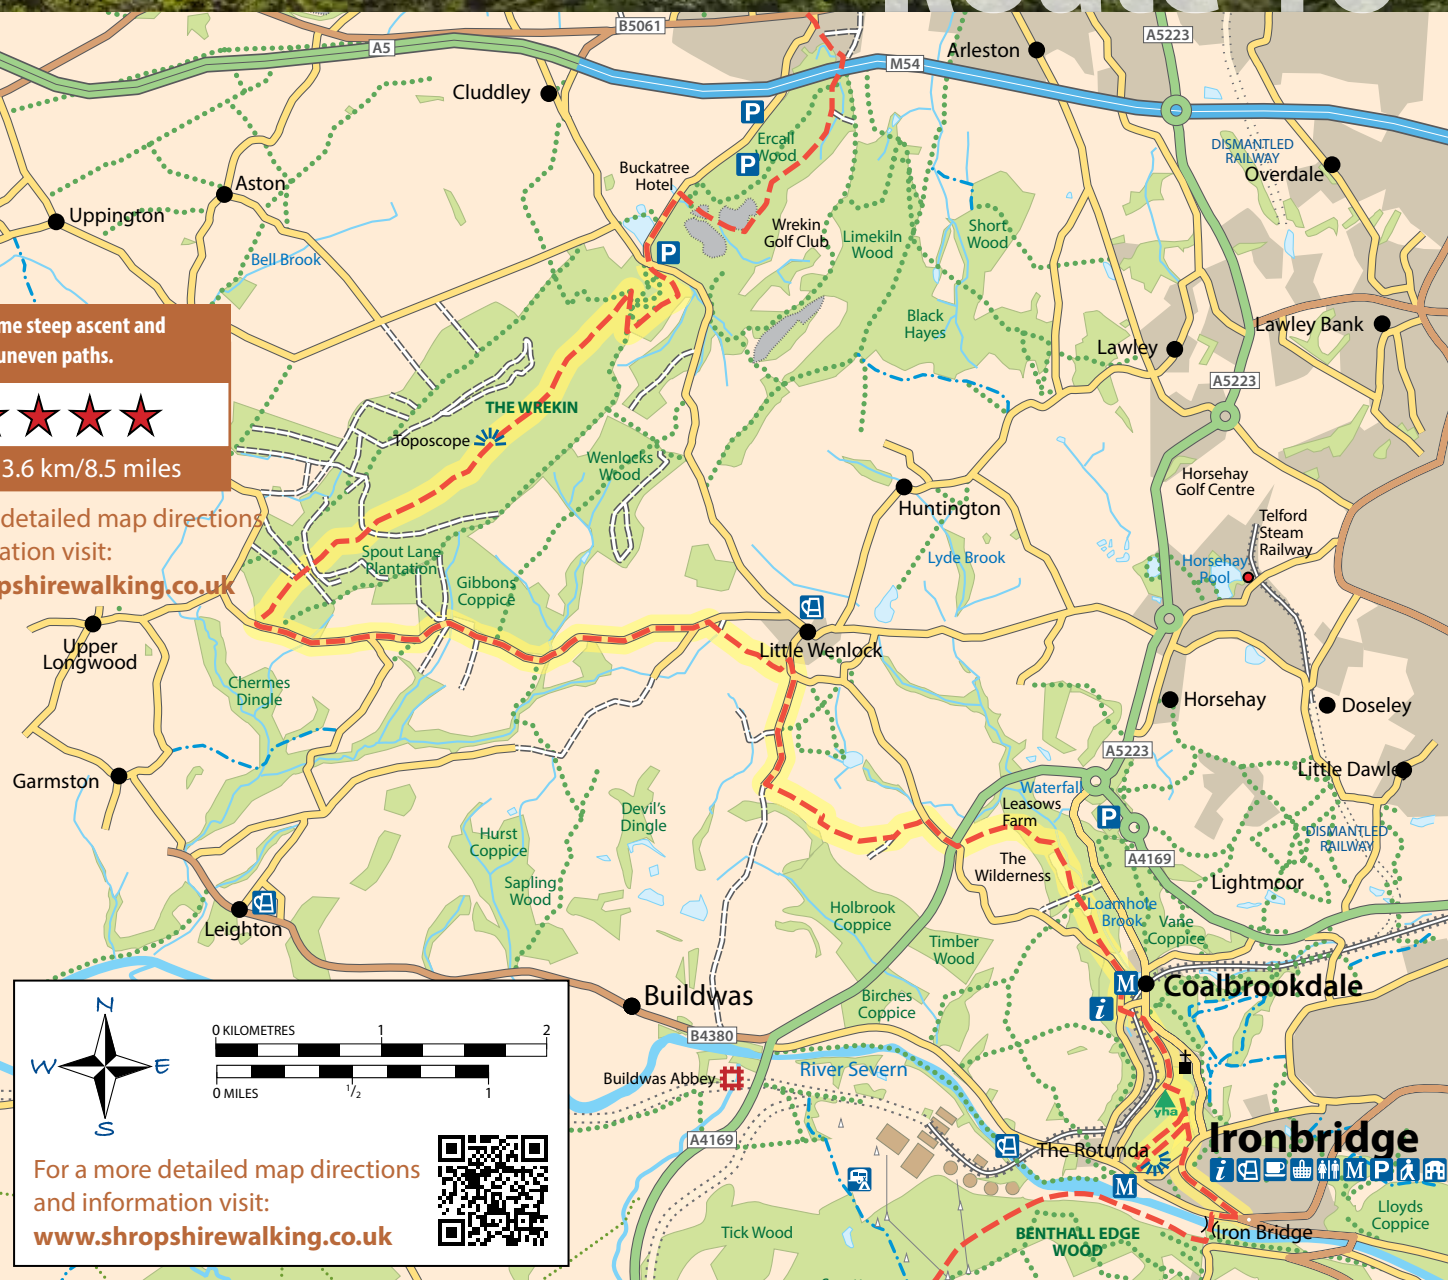 B5061
A5
A5223
Arleston
M54
Cluddley
Ercall
Wood
DISMANTLED
RAILWAY
Overdale
Buckatree
Hotel
Aston
Uppington
Wrekin
Golf Club
Limekiln
Wood
Short
Wood
Bell Brook
me steep ascent and
uneven paths.
Black
Hayes
Lawley Bank
Lawley
A5223
THE WREKIN
Toposcope
3.6 km/8.5 miles
Wenlocks
Wood
Horsehay
Golf Centre
Huntington
detailed map directions
ation visit:
pshirewalking.co.uk
Telford
Steam
Railway
Spout Lane
Plantation
Gibbons
Coppice
Lyde Brook
Horsehay
Pool
Upper
Longwood
Little Wenlock
Chermes
Dingle
Horsehay
Doseley
A5223
Garmston
Little Dawle
Waterfall
Leasows
Farm
P
Devil's
Dingle
Hurst
Coppice
DISMANTLED
RAILWAY
A4169
The
Wilderness
Sapling
Wood
Lightmoor
Loamhole
Brook
Vane
Coppice
Holbrook
Coppice
Leighton
Timber
Wood
M
Coalbrookdale
Buildwas
Birches
Coppice
i
N
W E
S
0 KILOMETRES 1 2
0 MILES 1/2 1
B4380
River Severn
Buildwas Abbey
yha
A4169
The Rotunda
Ironbridge
i M P
M
For a more detailed map directions
and information visit:
www.shropshirewalking.co.uk
Tick Wood
BENTHALL EDGE
WOOD
Iron Bridge
Lloyds
Coppice
P
P
P